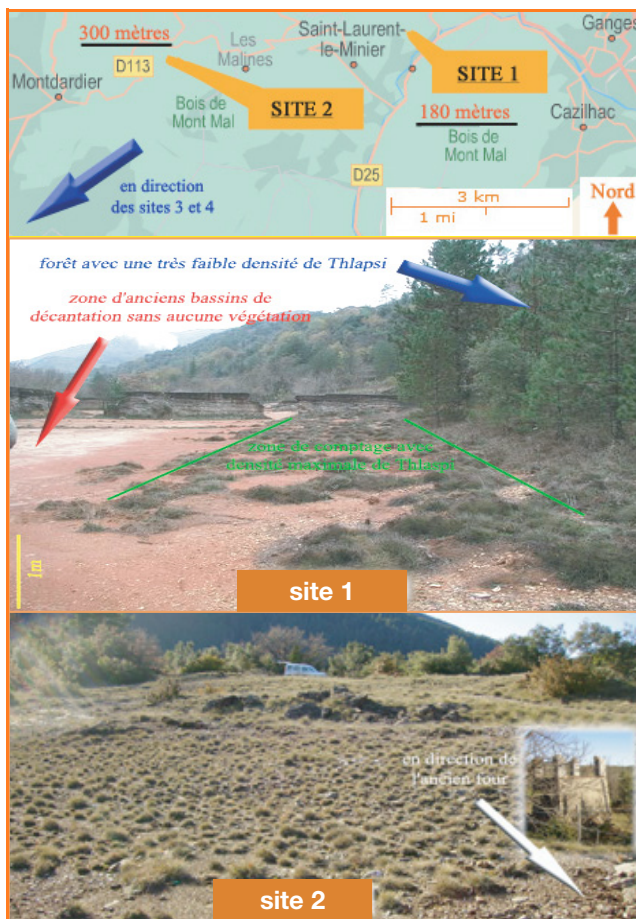 300 mètres
Les
Malines
Saint-Laurent-
le-Minier
Ganges
D113
Montdardier
SITE 1
SITE 2
Bois de
Mont Mal
180 mètres
Bois de
Mont Mal
Cazilhac
en direction
des sites 3 et 4
D25
3 km
1 mi
Nord
forêt avec une très faible densité de Thlapsi
zone d'anciens bassins de
décantation sans aucune végétation
zone de comptage avec
densité maximale de Thlaspi
1m
site 1
en direction de
l'ancien four
site 2